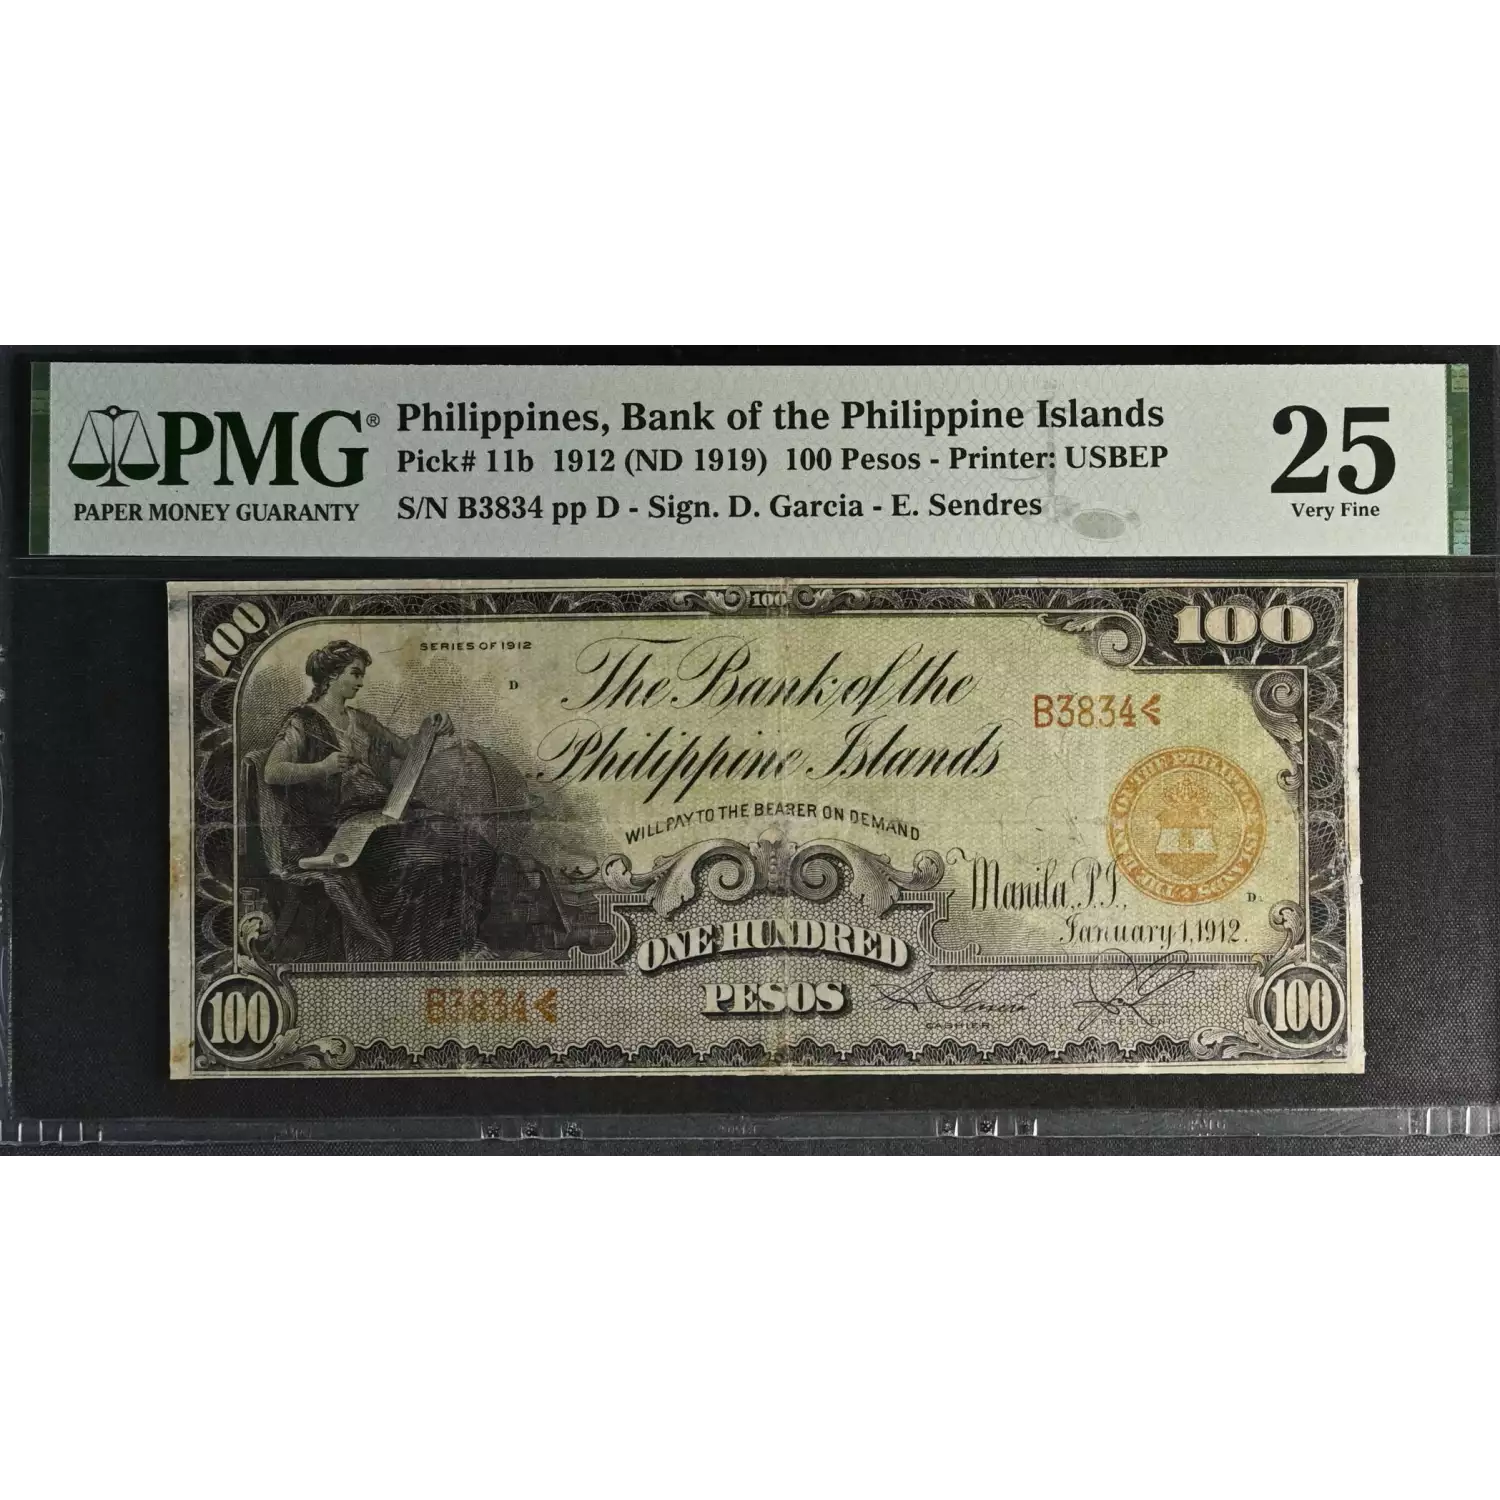 PMG®
PAPER MONEY GUARANTY
Philippines, Bank of the Philippine Islands
Pick# 11b 1912 (ND 1919) 100 Pesos - Printer: USBEP
S/N B3834 pp D - Sign. D. Garcia - E. Sendres
25
Very Fine
100
100
100
SERIES OF 1912
D
The Bank of the
Philippine Islands
B3834
WILL PAY TO THE BEARER ON DEMAND
Manila, P.I.,
January 1, 1912.
D
ONE HUNDRED
PESOS
B3834
CASHIER
PRESIDENT
100
100